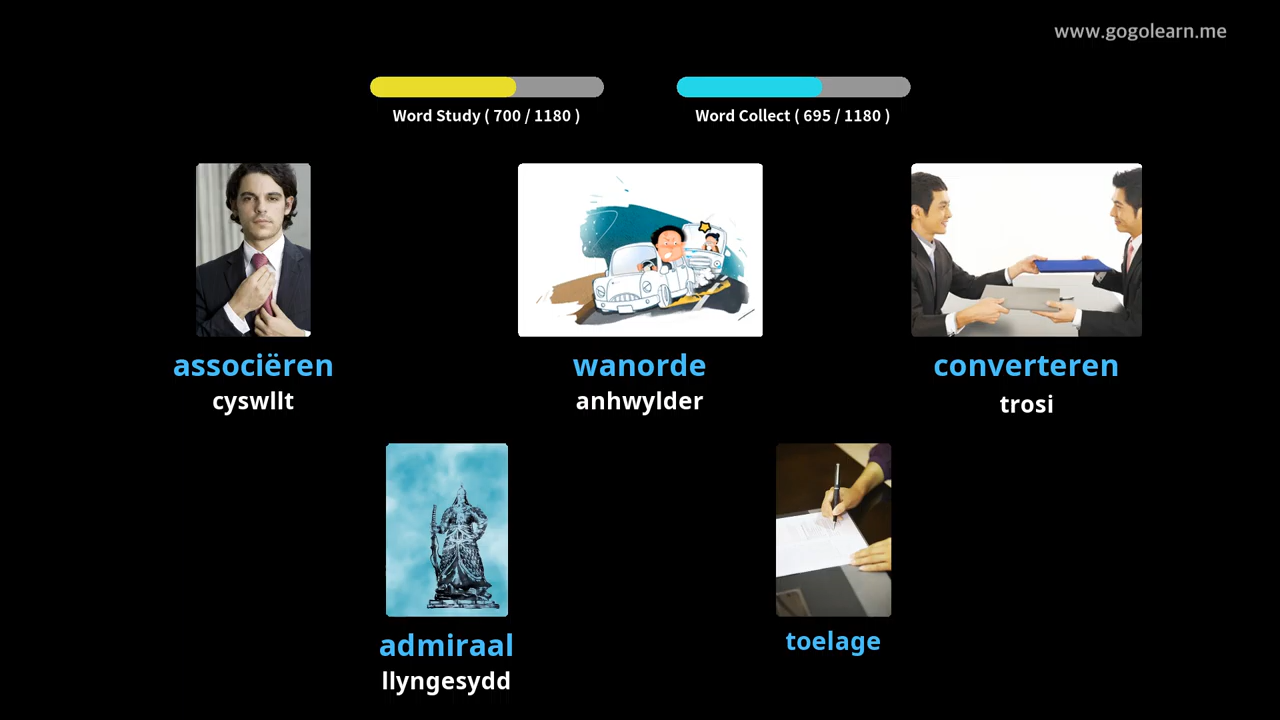 www.gogolearn.me
Word Study ( 700 / 1180 )
Word Collect ( 695 / 1180 )
associëren
cyswllt
wanorde
anhwylder
converteren
trosi
admiraal
llyngesydd
toelage